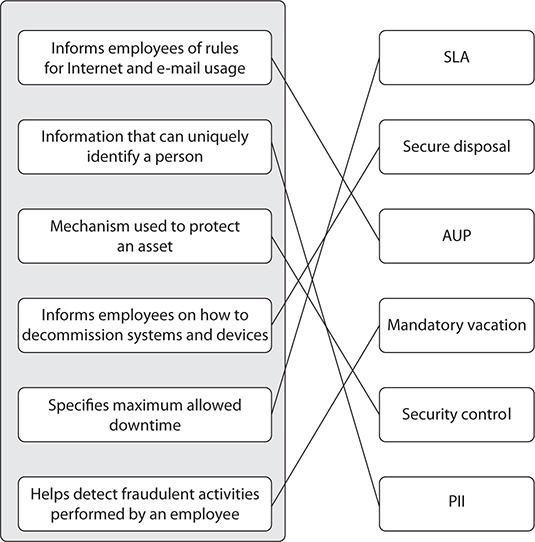 Informs employees of rules
for Internet and e-mail usage
Information that can uniquely
identify a person
Mechanism used to protect
an asset
Informs employees on how to
decommission systems and devices
Specifies maximum allowed
downtime
Helps detect fraudulent activities
performed by an employee
SLA
Secure disposal
AUP
Mandatory vacation
Security control
PII